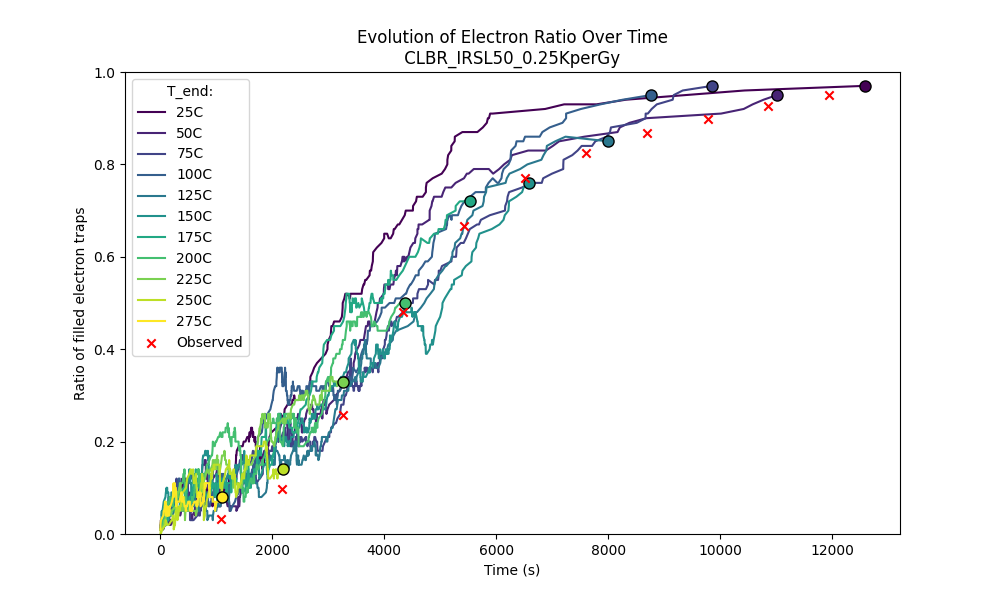 Evolution of Electron Ratio Over Time
CLBR_IRSL50_0.25KperGy
Ratio of filled electron traps
1.0
0.8
0.6
0.4
0.2
0.0
T_end:
25C
50C
75C
100C
125C
150C
175C
200C
225C
250C
275C
Observed
0 2000 4000 6000 8000 10000 12000
Time (s)